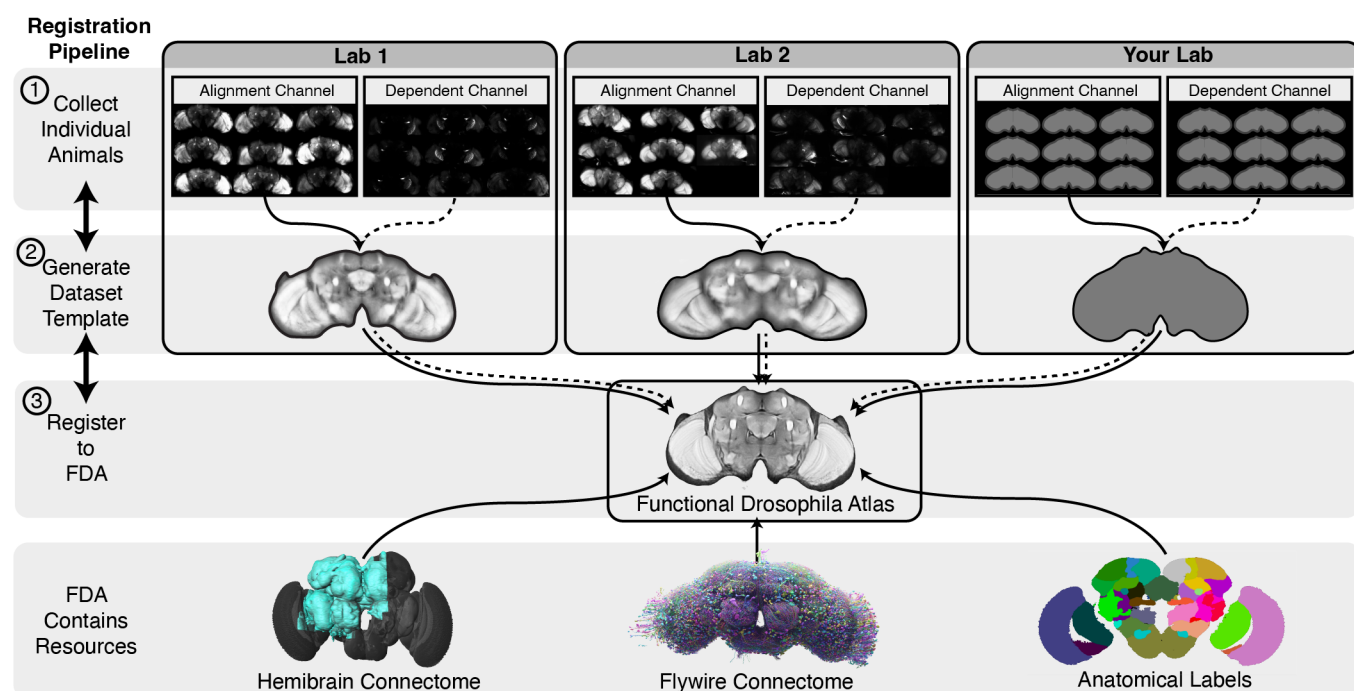 Registration
Pipeline
Lab 1
Lab 2
Your Lab
1
Collect
Individual
Animals
Alignment Channel
Dependent Channel
Alignment Channel
Dependent Channel
Alignment Channel
Dependent Channel
2
Generate
Dataset
Template
3
Register
to
FDA
Functional Drosophila Atlas
FDA
Contains
Resources
Hemibrain Connectome
Flywire Connectome
Anatomical Labels